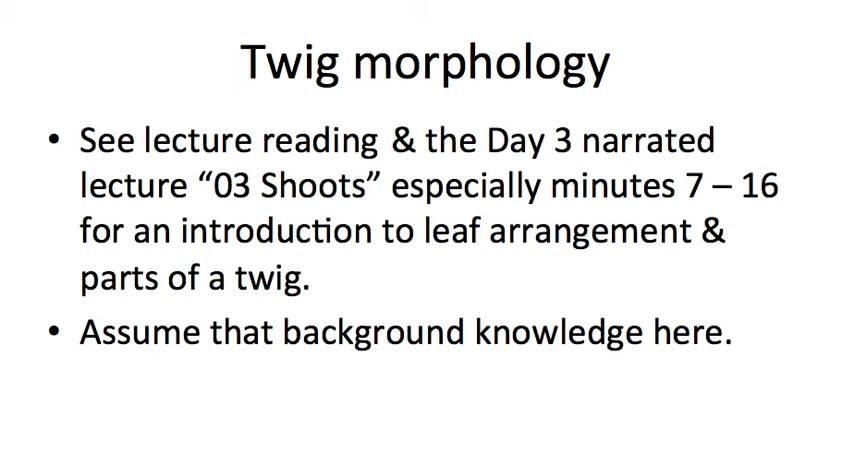 Twig morphology
• See lecture reading & the Day 3 narrated
lecture “03 Shoots” especially minutes 7 – 16
for an introduction to leaf arrangement &
parts of a twig.
• Assume that background knowledge here.